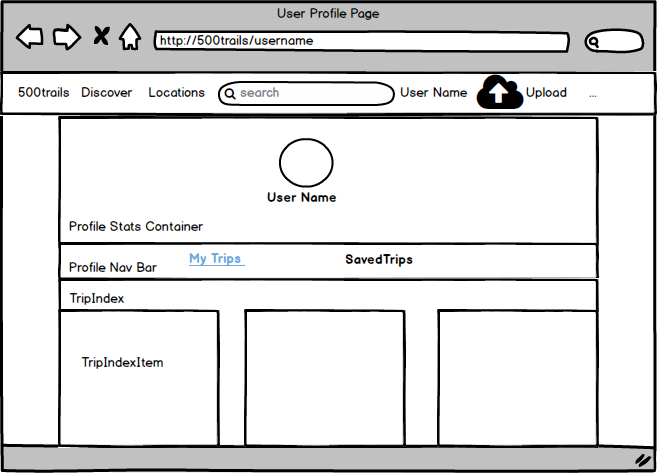 User Profile Page
http://500trails/username
500trails Discover Locations search User Name Upload ...
User Name
Profile Stats Container
My Trips SavedTrips
Profile Nav Bar
TripIndex
TripIndexItem